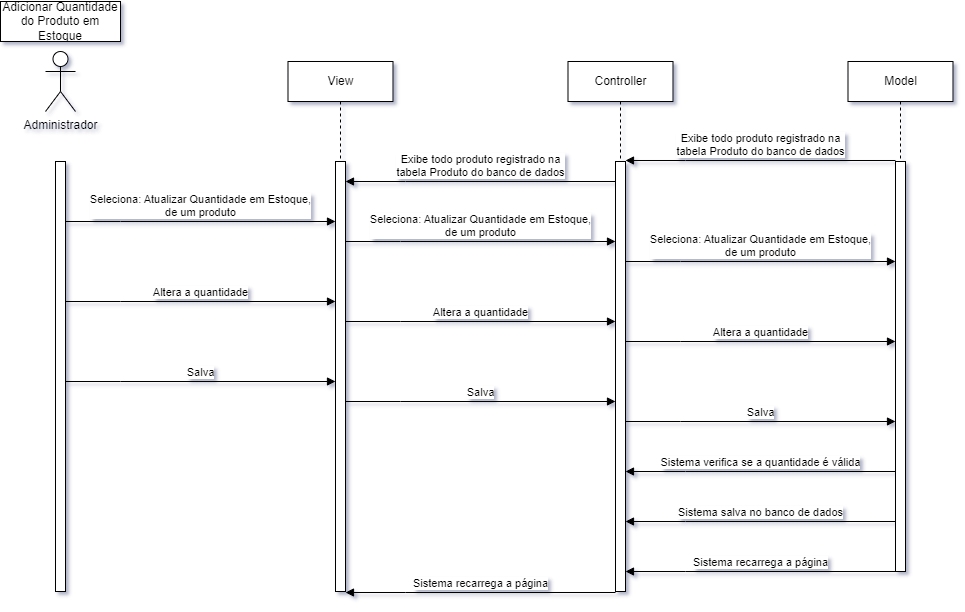 Adicionar Quantidade
do Produto em
Estoque
Administrador
View
Controller
Model
Exibe todo produto registrado na
tabela Produto do banco de dados
Exibe todo produto registrado na
tabela Produto do banco de dados
Seleciona: Atualizar Quantidade em Estoque,
de um produto
Seleciona: Atualizar Quantidade em Estoque,
de um produto
Seleciona: Atualizar Quantidade em Estoque,
de um produto
Altera a quantidade
Altera a quantidade
Altera a quantidade
Salva
Salva
Salva
Sistema verifica se a quantidade é válida
Sistema salva no banco de dados
Sistema recarrega a página
Sistema recarrega a página